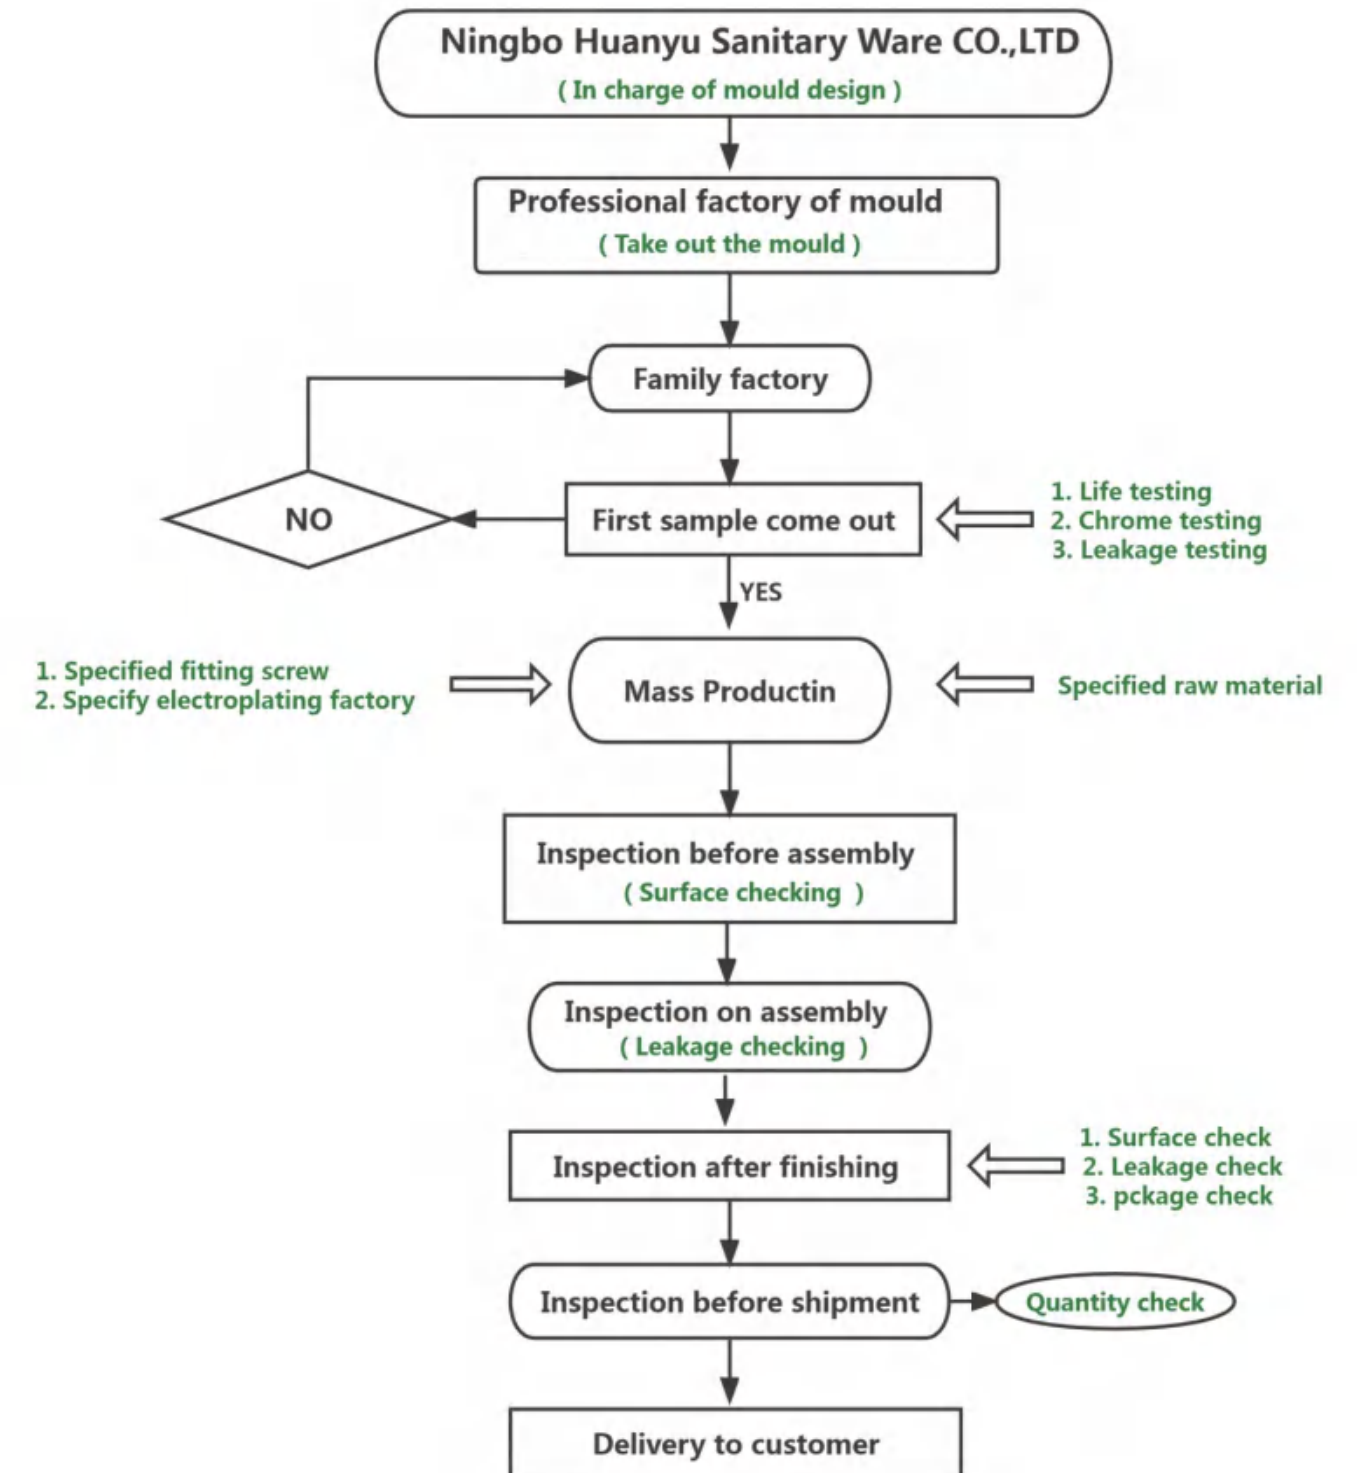 Ningbo Huanyu Sanitary Ware CO.,LTD
( In charge of mould design )
Professional factory of mould
( Take out the mould )
Family factory
NO
First sample come out
1. Life testing
2. Chrome testing
3. Leakage testing
YES
1. Specified fitting screw
2. Specify electroplating factory
Mass Productin
Specified raw material
Inspection before assembly
( Surface checking )
Inspection on assembly
( Leakage checking )
Inspection after finishing
1. Surface check
2. Leakage check
3. pckage check
Inspection before shipment
Quantity check
Delivery to customer